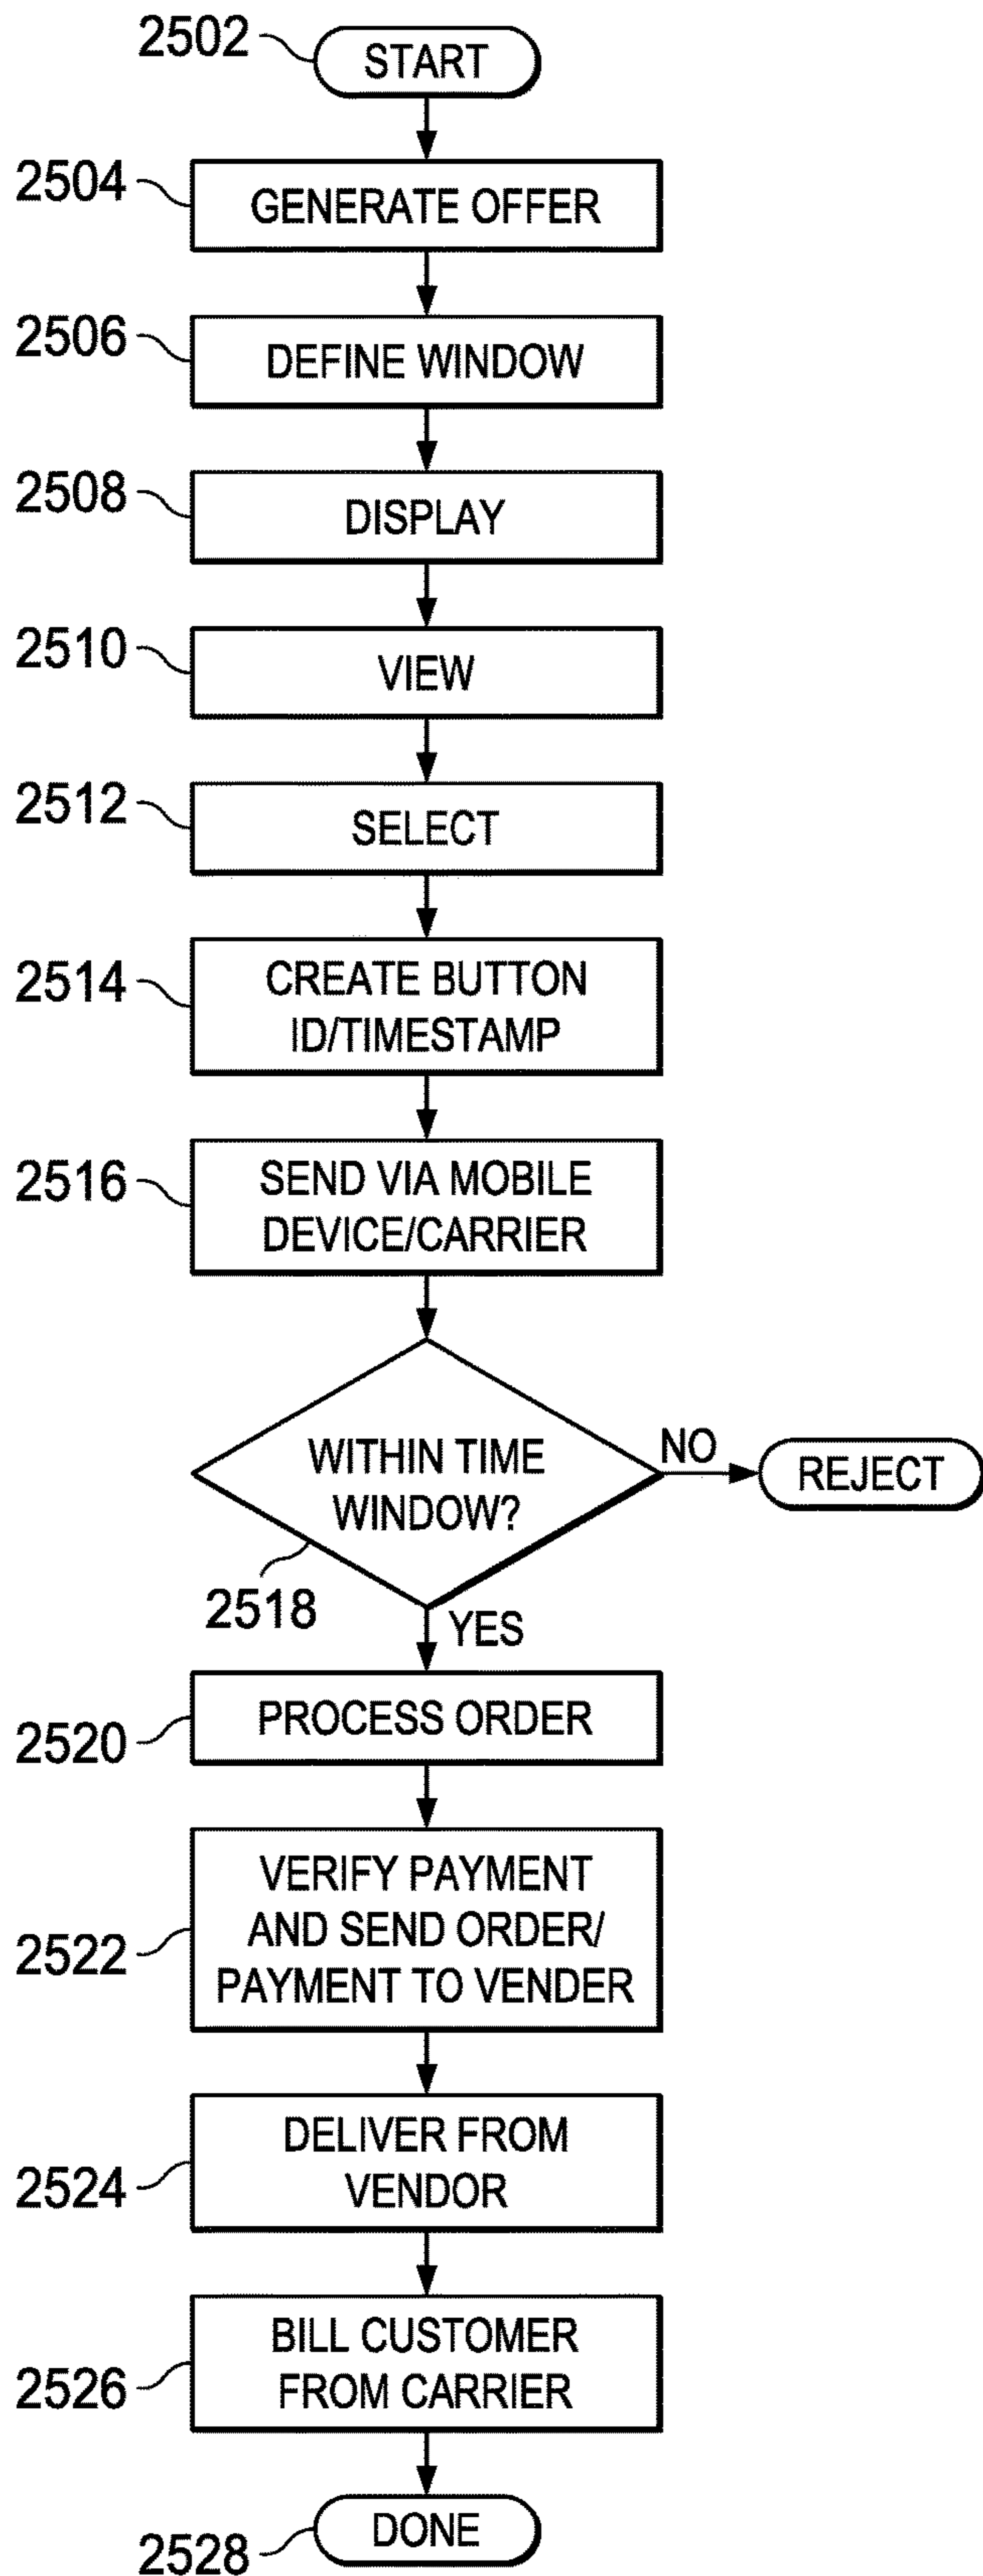 2502
START
2504
GENERATE OFFER
2506
DEFINE WINDOW
2508
DISPLAY
2510
VIEW
2512
SELECT
2514
CREATE BUTTON
ID/TIMESTAMP
2516
SEND VIA MOBILE
DEVICE/CARRIER
WITHIN TIME
WINDOW?
NO
REJECT
2518
YES
2520
PROCESS ORDER
2522
VERIFY PAYMENT
AND SEND ORDER/
PAYMENT TO VENDER
2524
DELIVER FROM
VENDOR
2526
BILL CUSTOMER
FROM CARRIER
2528
DONE